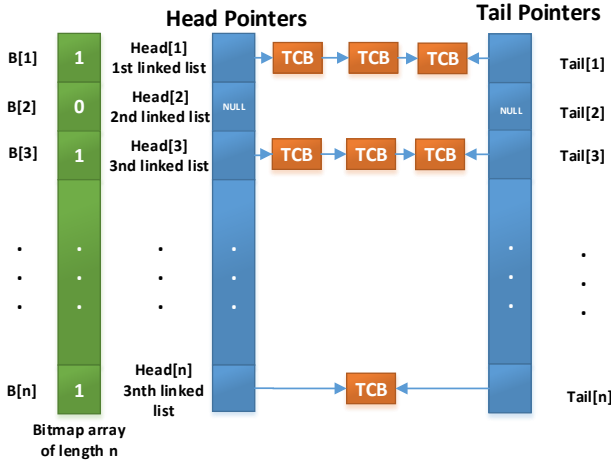 Head Pointers
Tail Pointers
B[1]
1
Head[1]
1st linked list
TCB
TCB
TCB
Tail[1]
B[2]
0
Head[2]
2nd linked list
NULL
NULL
Tail[2]
B[3]
1
Head[3]
3nd linked list
TCB
TCB
TCB
Tail[3]
B[n]
1
Head[n]
3nth linked
list
TCB
Tail[n]
Bitmap array
of length n